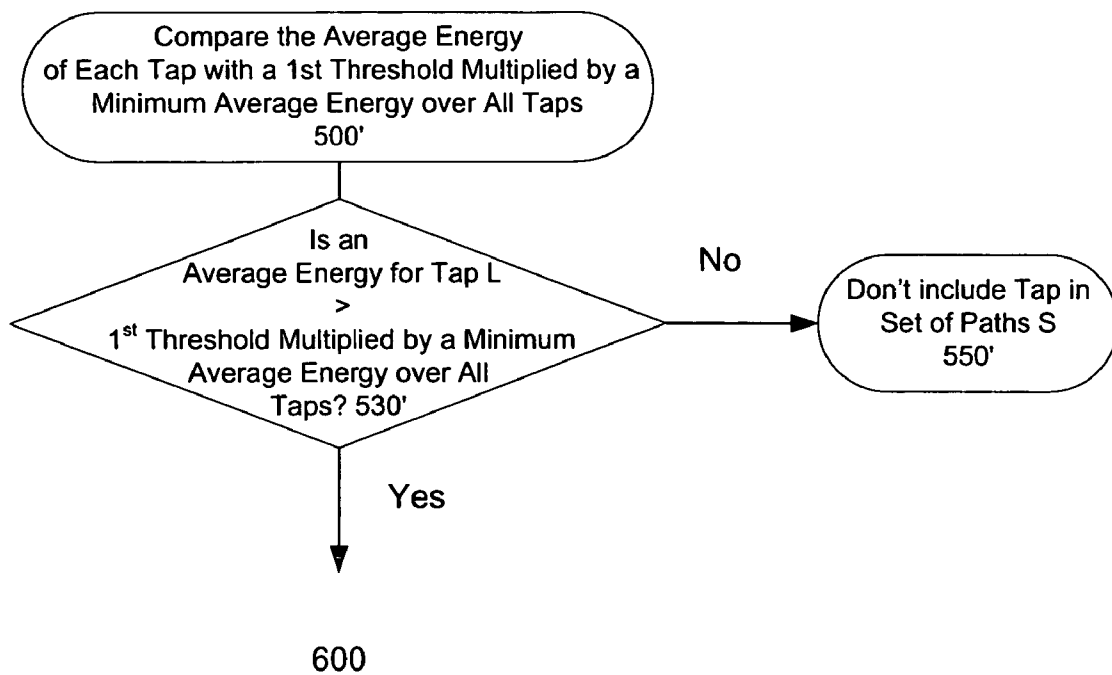 Compare the Average Energy
of Each Tap with a 1st Threshold Multiplied by a
Minimum Average Energy over All Taps
500'
Is an
Average Energy for Tap L
>
1st Threshold Multiplied by a Minimum
Average Energy over All
Taps? 530'
No
Don't include Tap in
Set of Paths S
550'
Yes
600